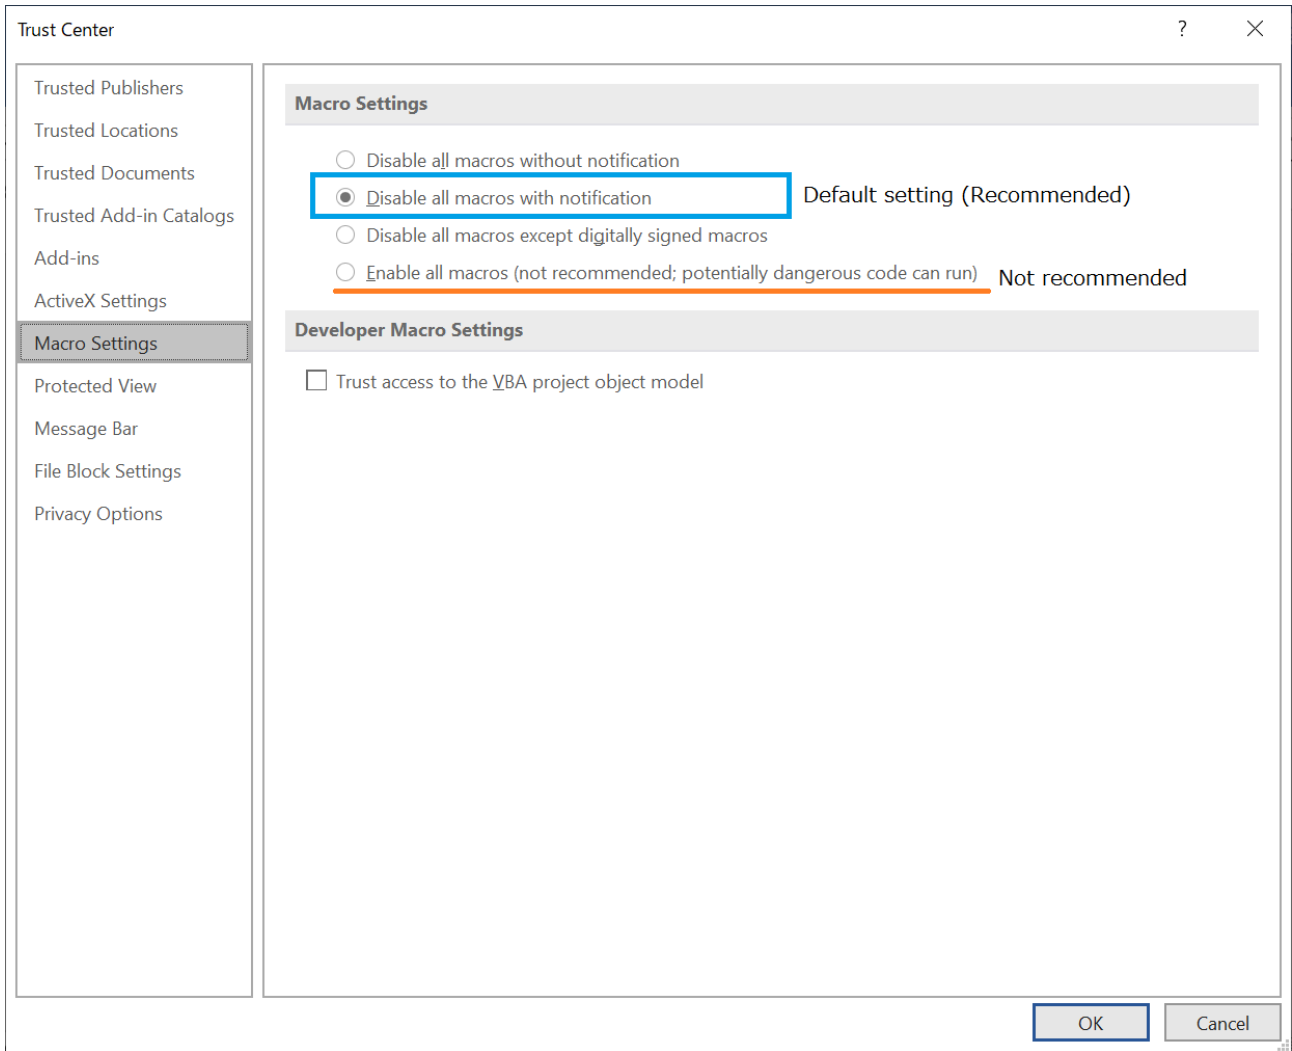 Trust Center
?
Trusted Publishers
Trusted Locations
Trusted Documents
Trusted Add-in Catalogs
Add-ins
ActiveX Settings
Macro Settings
Protected View
Message Bar
File Block Settings
Privacy Options
Macro Settings
Disable all macros without notification
Disable all macros with notification
Default setting (Recommended)
Disable all macros except digitally signed macros
Enable all macros (not recommended; potentially dangerous code can run)
Not recommended
Developer Macro Settings
Trust access to the VBA project object model
OK
Cancel